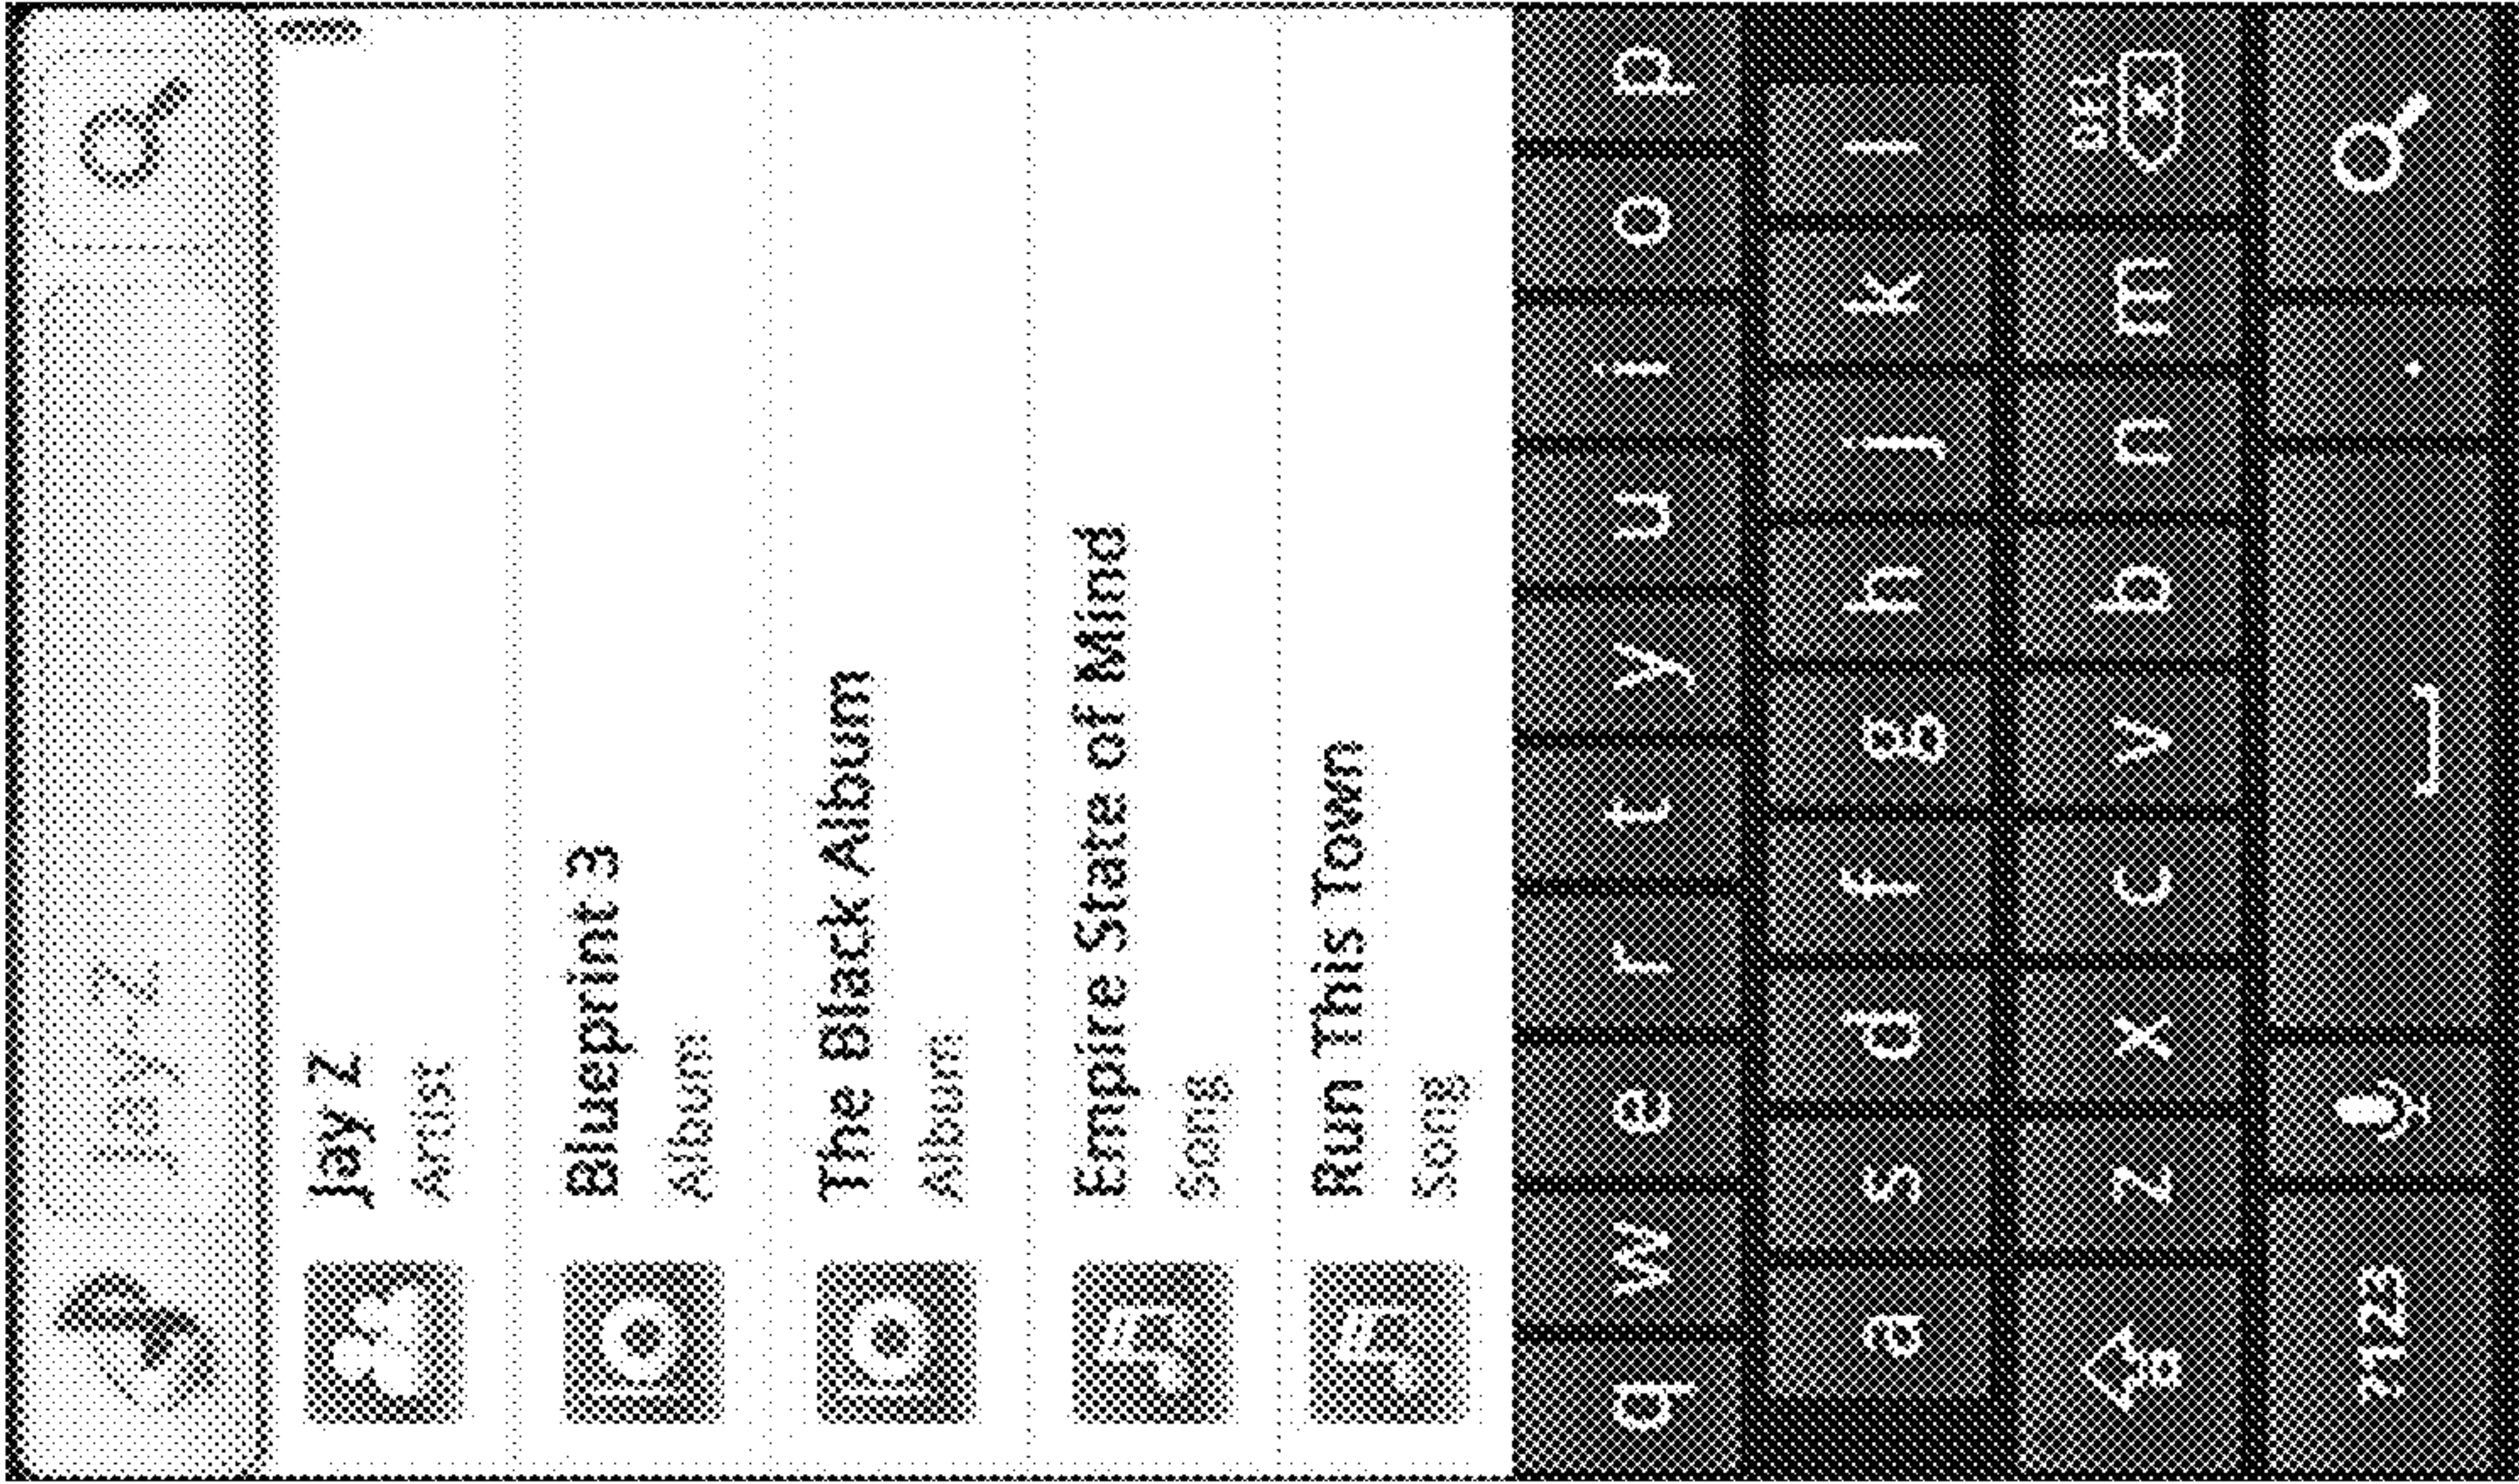 Jay-Z
Jay Z
Artist
Blueprint 3
Album
The Black Album
Album
Empire State of Mind
Song
Run This Town
Song
q w e r t y u i o p
a s d f g h j k l
z x c v b n m DEL
?123 .